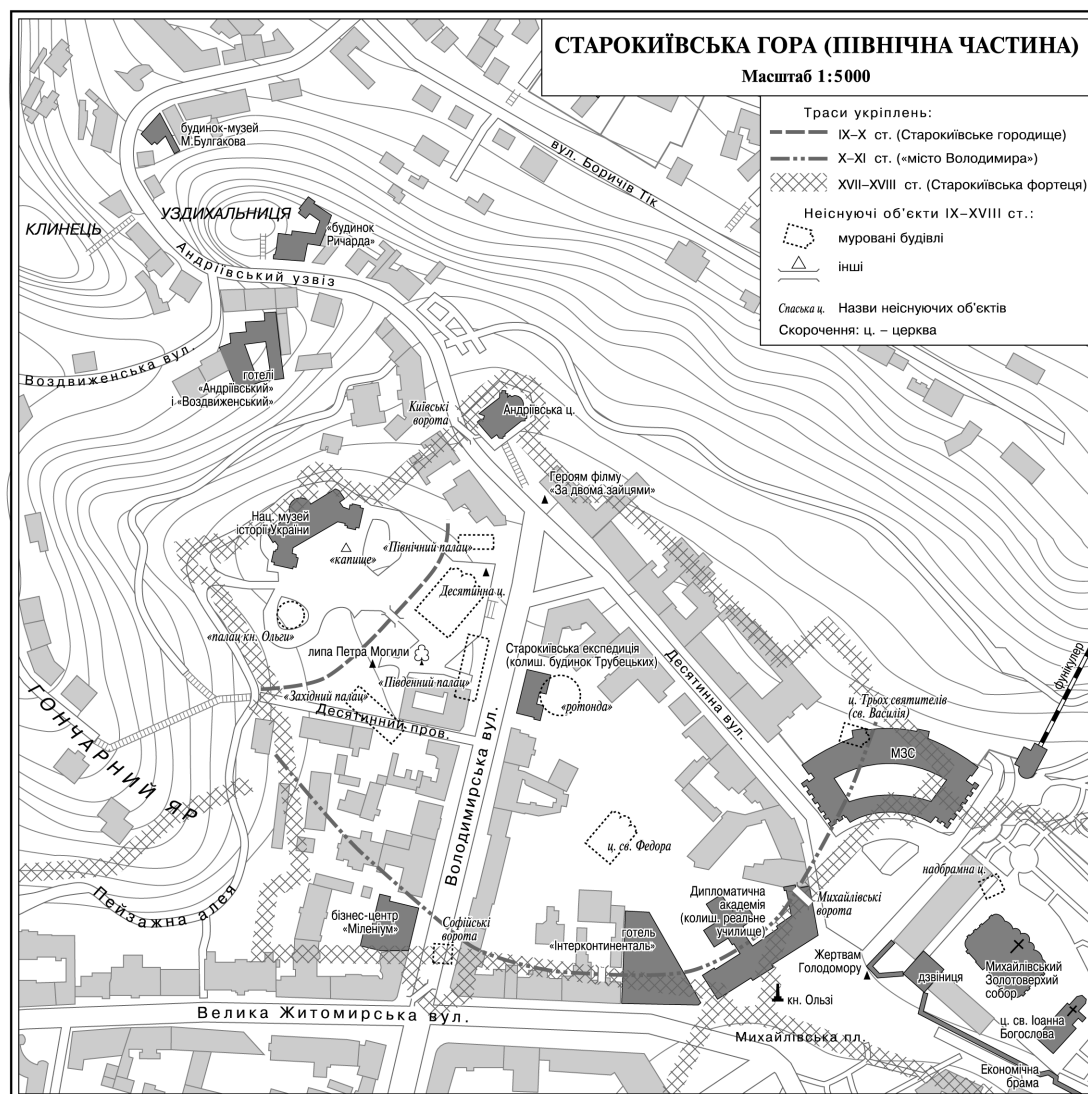 СТАРОКИЇВСЬКА ГОРА (ПІВНІЧНА ЧАСТИНА)
Масштаб 1:5000
Траси укріплень:
IX–X ст. (Старокиївське городище)
X–XI ст. («місто Володимира»)
XVII–XVIII ст. (Старокиївська фортеця)
Неіснуючі об'єкти IX–XVIII ст.:
муровані будівлі
інші
Спаська ц. Назви неіснуючих об'єктів
Скорочення: ц. – церква
будинок-музей
М.Булгакова
вул. Боричів Тік
УЗДИХАЛЬНИЦЯ
КЛИНЕЦЬ
«будинок
Ричарда»
Андріївський узвіз
Воздвиженська вул.
готелі
«Андріївський»
і «Воздвиженський»
Київські
ворота
Андріївська ц.
Героям філму
«За двома зайцями»
Нац. музей
історії України
«капище»
«Північний палац»
Десятинна ц.
«палац кн. Ольги»
липа Петра Могили
Старокиївська експедиція
(колиш. будинок Трубецьких)
«Західний палац»
«Південний палац»
«ротонда»
Десятинний пров.
Десятинна вул.
фунікулер
ц. Трьох святителів
(св. Василія)
МЗС
ГОНЧАРНИЙ ЯР
Володимирська вул.
ц. св. Федора
надбрамна ц.
Пейзажна алея
бізнес-центр
«Міленіум»
Софійські
ворота
готель
«Інтерконтиненталь»
Дипломатична
академія
(колиш. реальне
училище)
Михайлівські
ворота
Жертвам
Голодомору
дзвіниця
Михайлівський
Золотоверхий
собор
кн. Ользі
ц. св. Іоанна
Богослова
Велика Житомирська вул.
Михайлівська пл.
Економічна
брама